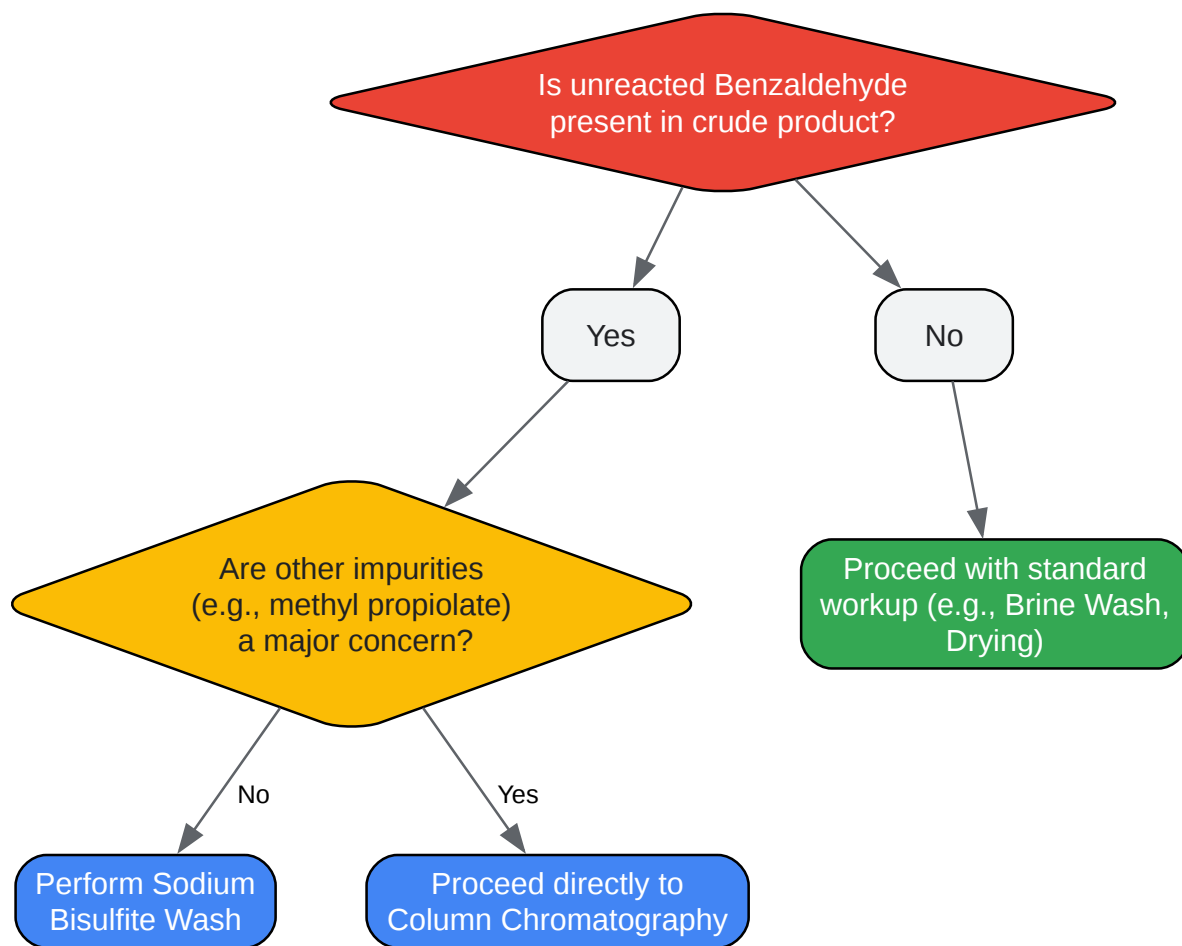 Is unreacted Benzaldehyde
present in crude product?
Yes
No
Are other impurities
(e.g., methyl propiolate)
a major concern?
Proceed with standard
workup (e.g., Brine Wash,
Drying)
No
Yes
Perform Sodium
Bisulfite Wash
Proceed directly to
Column Chromatography